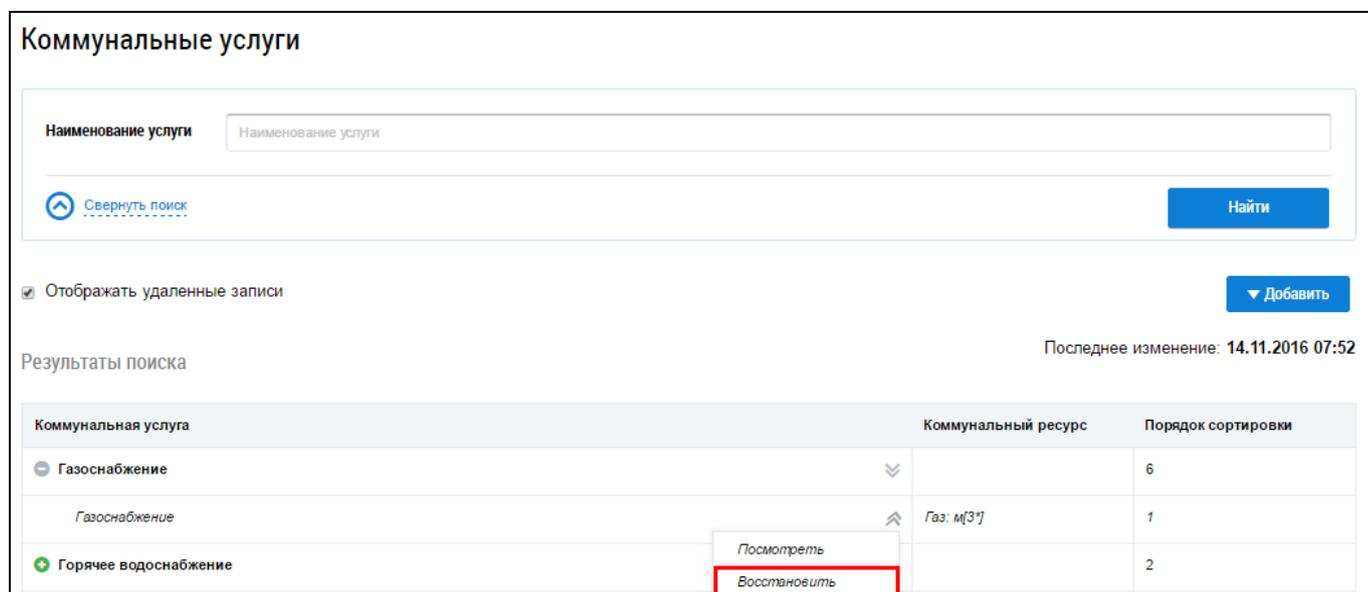 Коммунальные услуги
Наименование услуги Наименование услуги
Свернуть поиск Найти
Отображать удаленные записи Добавить
Последнее изменение: 14.11.2016 07:52
Результаты поиска
Коммунальная услуга Коммунальный ресурс Порядок сортировки
Газоснабжение 6
Газоснабжение Газ: м[3*] 1
Посмотреть
Горячее водоснабжение 2
Восстановить